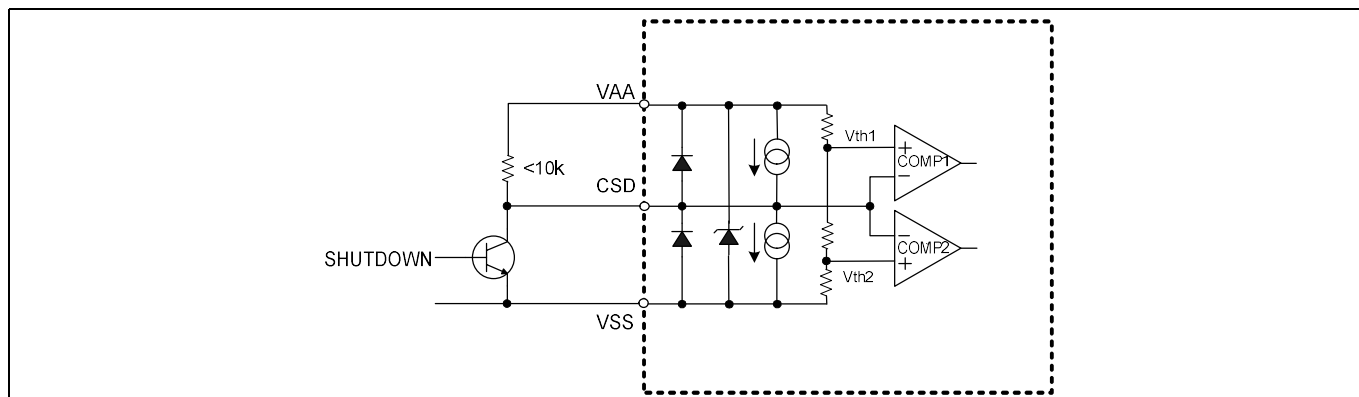 VAA
Vth1
+
COMP1
−
<10k
CSD
−
COMP2
+
SHUTDOWN
Vth2
VSS